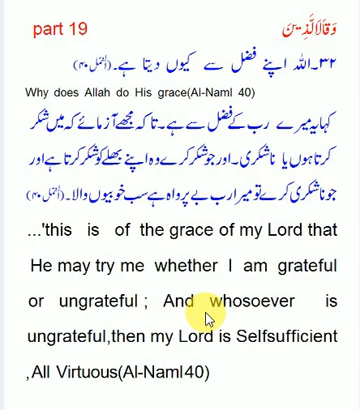 part 19
وَقَالَ الَّذِينَ
۳۲۔ اللہ اپنے فضل سے کیوں دیتا ہے۔ (النمل ۴۰)
Why does Allah do His grace(Al-Naml 40)
کہا یہ میرے رب کے فضل سے ہے۔ تاکہ مجھے آزمائے کہ میں شکر
کرتا ہوں یا ناشکری۔ اور جو شکر کرے وہ اپنے بھلے کو شکر کرتا ہے اور
جو ناشکری کرے تو میرا رب بے پرواہ ہے سب خوبیوں والا۔ (النمل ۴۰)
...'this is of the grace of my Lord that
He may try me whether I am grateful
or ungrateful ; And whosoever is
ungrateful,then my Lord is Selfsufficient
,All Virtuous(Al-Naml40)